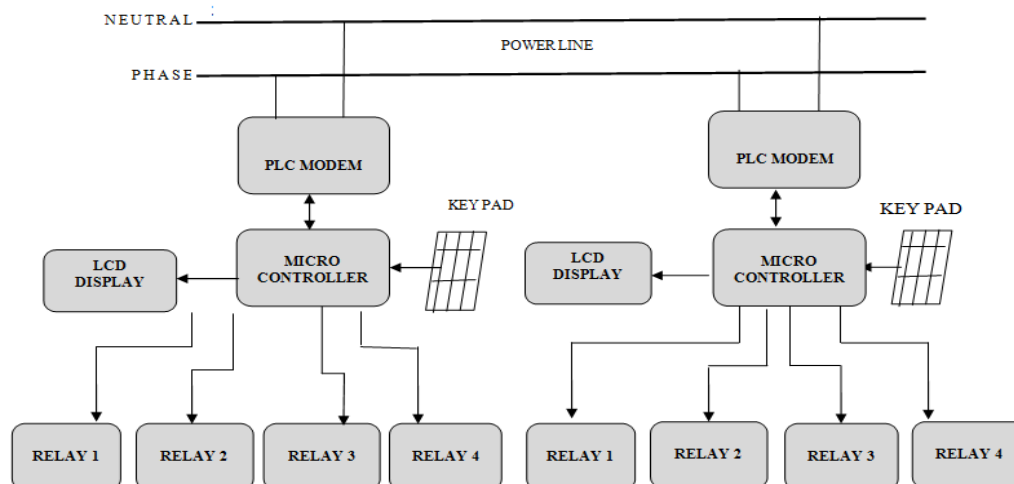 NEUTRAL
POWER LINE
PHASE
PLC MODEM
PLC MODEM
KEY PAD
KEY PAD
LCD
DISPLAY
MICRO
CONTROLLER
LCD
DISPLAY
MICRO
CONTROLLER
RELAY 1
RELAY 2
RELAY 3
RELAY 4
RELAY 1
RELAY 2
RELAY 3
RELAY 4